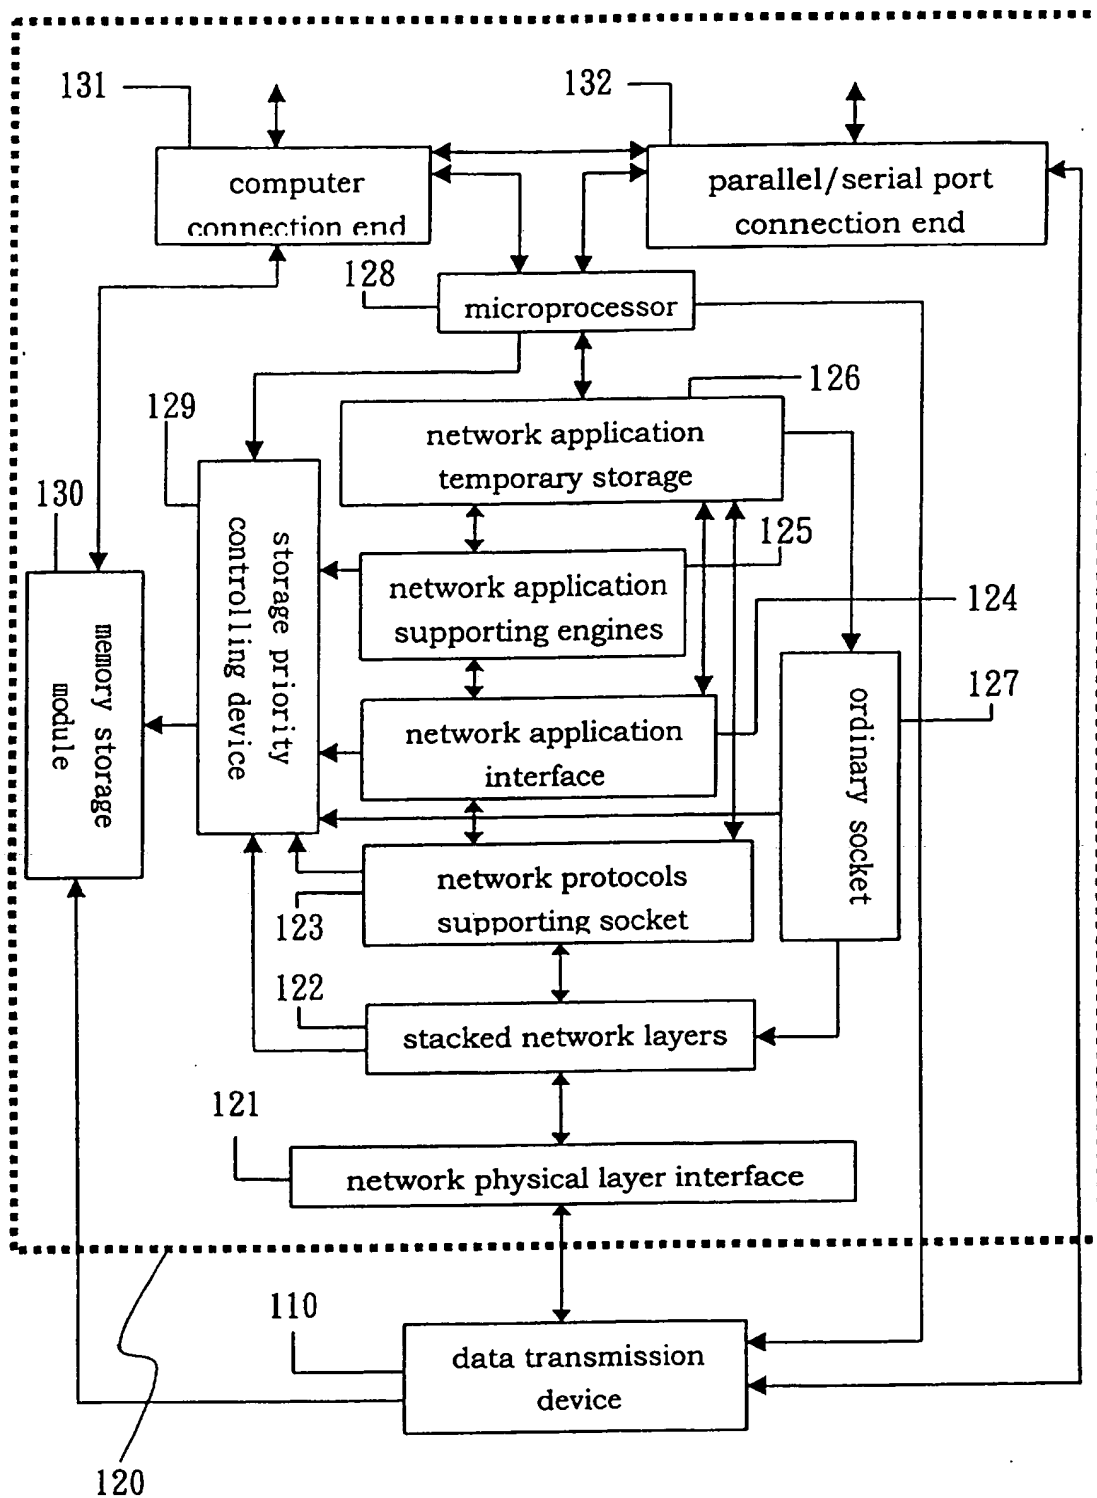 131
132
computer
connection end
parallel/serial port
connection end
128
microprocessor
126
129
network application
temporary storage
130
125
storage priority
controlling device
network application
supporting engines
124
memory storage
module
127
ordinary socket
network application
interface
network protocols
supporting socket
123
122
stacked network layers
121
network physical layer interface
110
data transmission
device
120